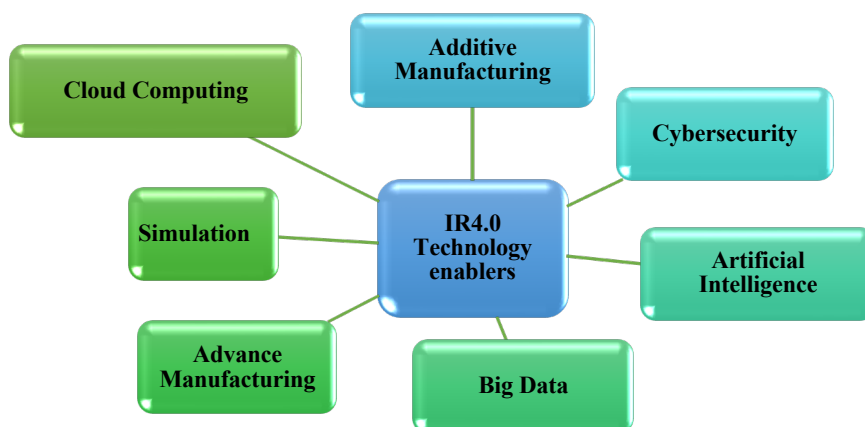 Additive
Manufacturing
Cloud Computing
Cybersecurity
IR4.0
Technology
enablers
Simulation
Artificial
Intelligence
Advance
Manufacturing
Big Data